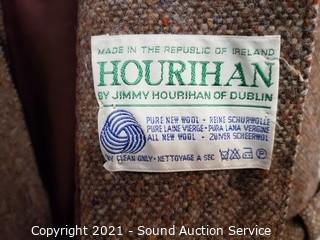 MADE IN THE REPUBLIC OF IRELAND
HOURIHAN
BY JIMMY HOURIHAN OF DUBLIN
PURE NEW WOOL · REINE SCHURWOLLE
PURE LAINE VIERGE · PURA LANA VERGINE
ALL NEW WOOL · ZUIVER SCHEERWOL
CLEAN ONLY · NETTOYAGE A SEC
Copyright 2021 - Sound Auction Service